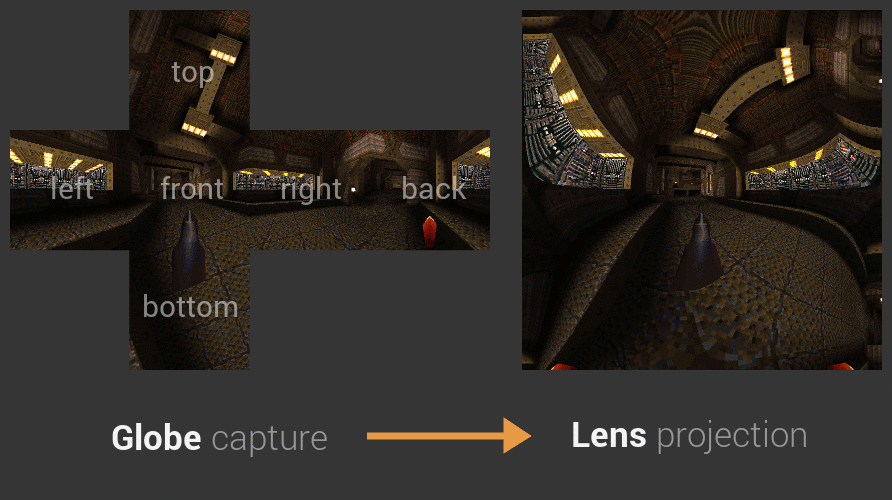 top
left front right back
bottom
Globe capture
Lens projection